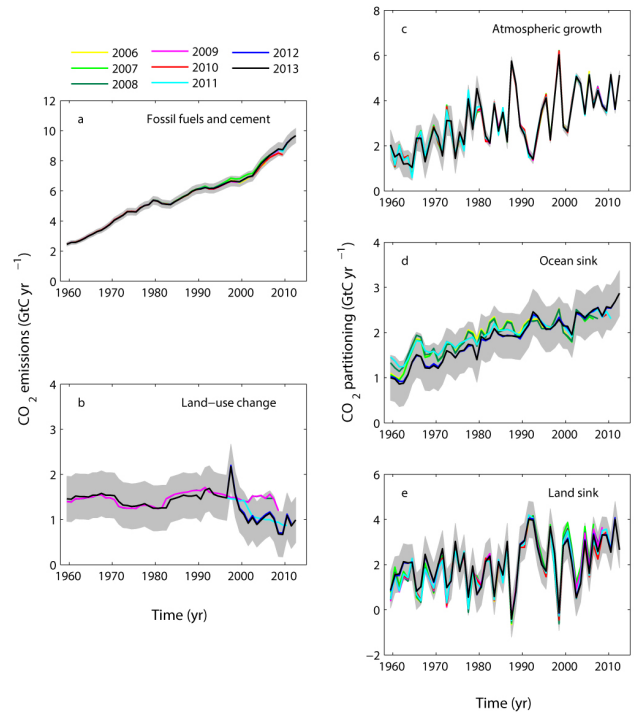 2006
2007
2008
2009
2010
2011
2012
2013
a
Fossil fuels and cement
12
10
8
6
4
2
0
1960 1970 1980 1990 2000 2010
b
Land−use change
4
3
2
1
0
1960 1970 1980 1990 2000 2010
CO 2 emissions (GtC yr −1)
Time (yr)
c
Atmospheric growth
8
6
4
2
0
1960 1970 1980 1990 2000 2010
d
Ocean sink
4
3
2
1
0
1960 1970 1980 1990 2000 2010
e
Land sink
6
4
2
0
−2
1960 1970 1980 1990 2000 2010
CO 2 partitioning (GtC yr −1)
Time (yr)